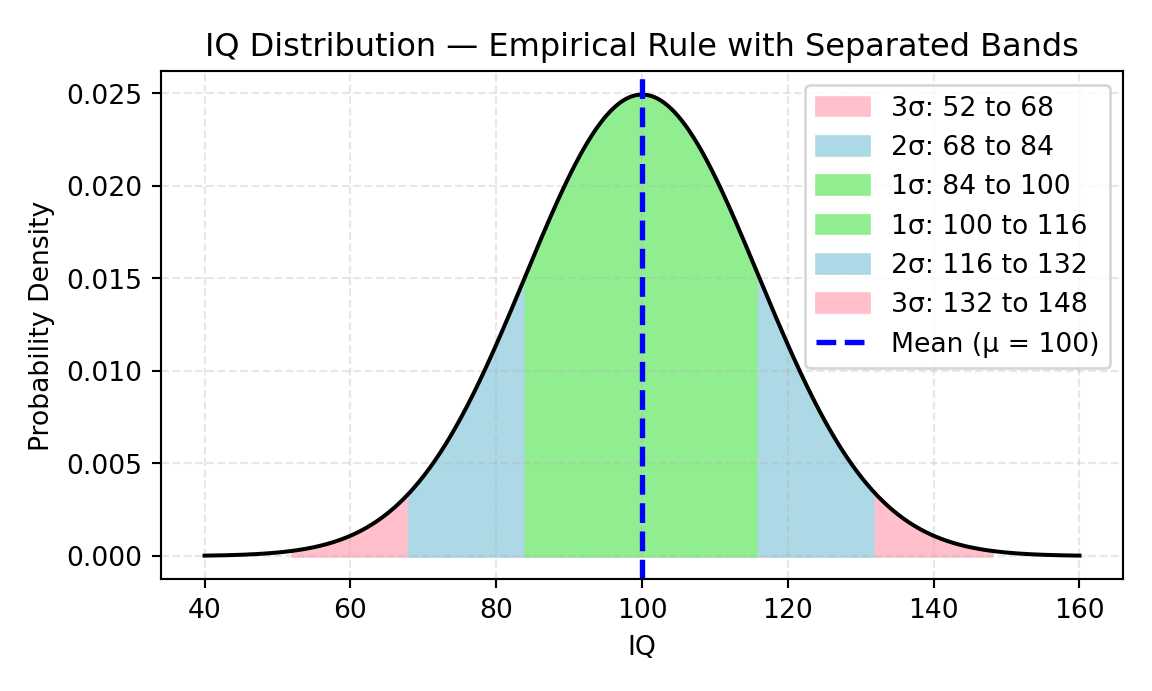 IQ Distribution — Empirical Rule with Separated Bands
Probability Density
0.025
0.020
0.015
0.010
0.005
0.000
3σ: 52 to 68
2σ: 68 to 84
1σ: 84 to 100
1σ: 100 to 116
2σ: 116 to 132
3σ: 132 to 148
Mean (μ = 100)
40 60 80 100 120 140 160
IQ